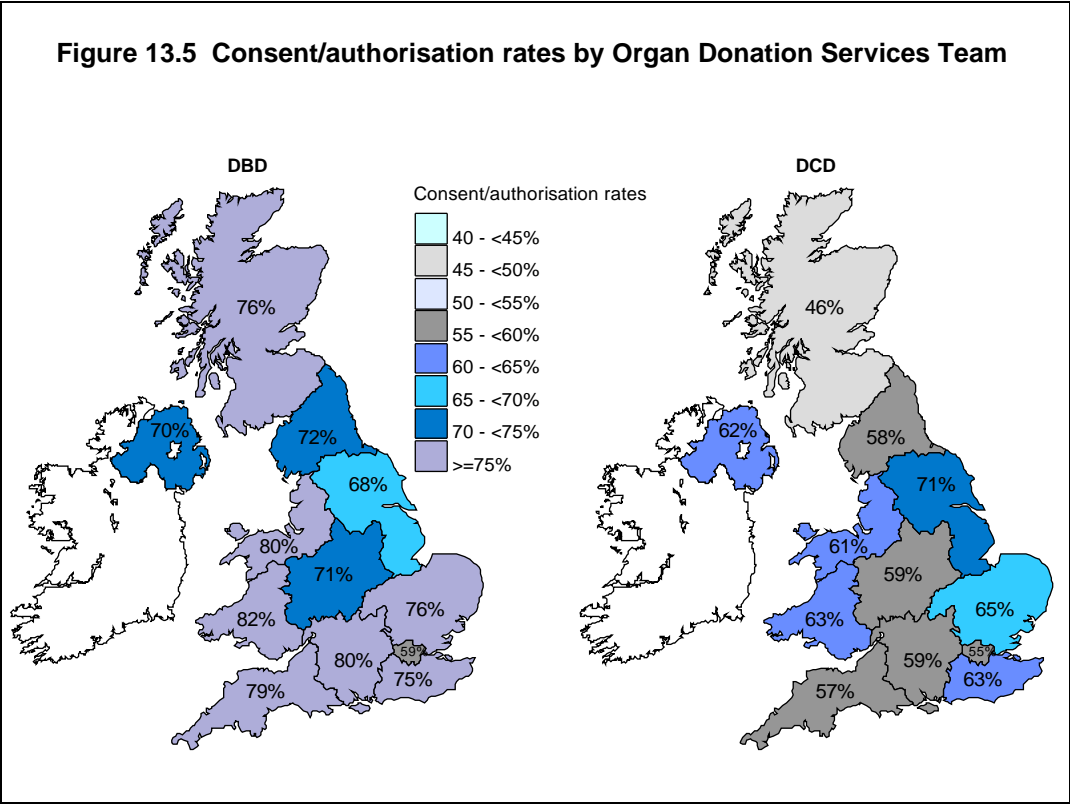 Figure 13.5 Consent/authorisation rates by Organ Donation Services Team
DBD
76%
70%
72%
68%
80%
71%
82%
76%
59%
80%
75%
79%
Consent/authorisation rates
40 - <45%
45 - <50%
50 - <55%
55 - <60%
60 - <65%
65 - <70%
70 - <75%
>=75%
DCD
46%
62%
58%
71%
61%
59%
65%
63%
55%
59%
63%
57%